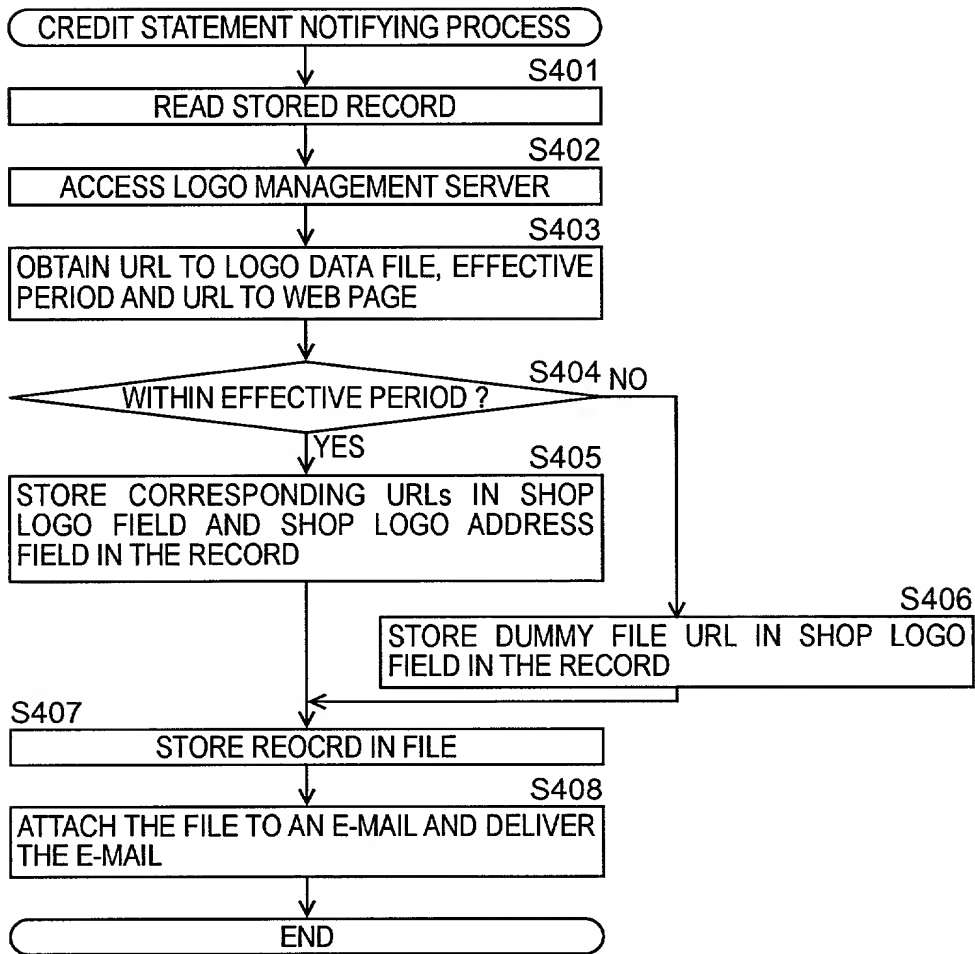 CREDIT STATEMENT NOTIFYING PROCESS
S401
READ STORED RECORD
S402
ACCESS LOGO MANAGEMENT SERVER
S403
OBTAIN URL TO LOGO DATA FILE, EFFECTIVE
PERIOD AND URL TO WEB PAGE
S404
NO
WITHIN EFFECTIVE PERIOD ?
YES
S405
STORE CORRESPONDING URLs IN SHOP
LOGO FIELD AND SHOP LOGO ADDRESS
FIELD IN THE RECORD
S406
STORE DUMMY FILE URL IN SHOP LOGO
FIELD IN THE RECORD
S407
STORE REOCRD IN FILE
S408
ATTACH THE FILE TO AN E-MAIL AND DELIVER
THE E-MAIL
END